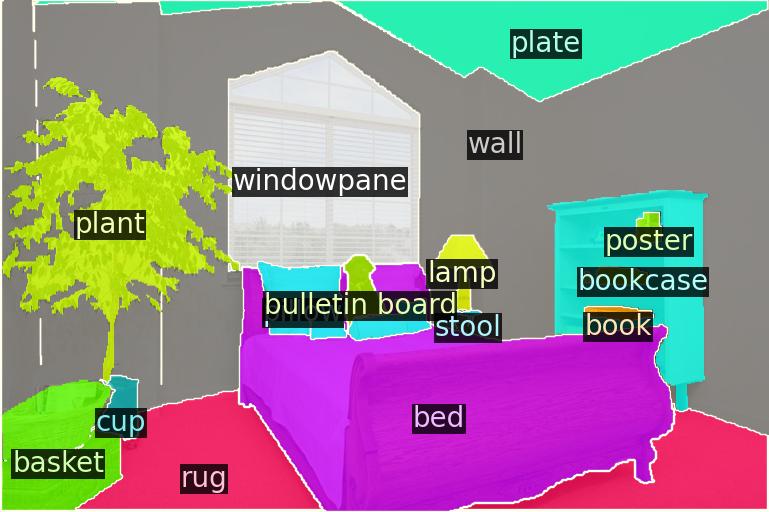 plate
wall
windowpane
plant
poster
lamp
bookcase
bulletin board
stool
book
bed
cup
basket
rug